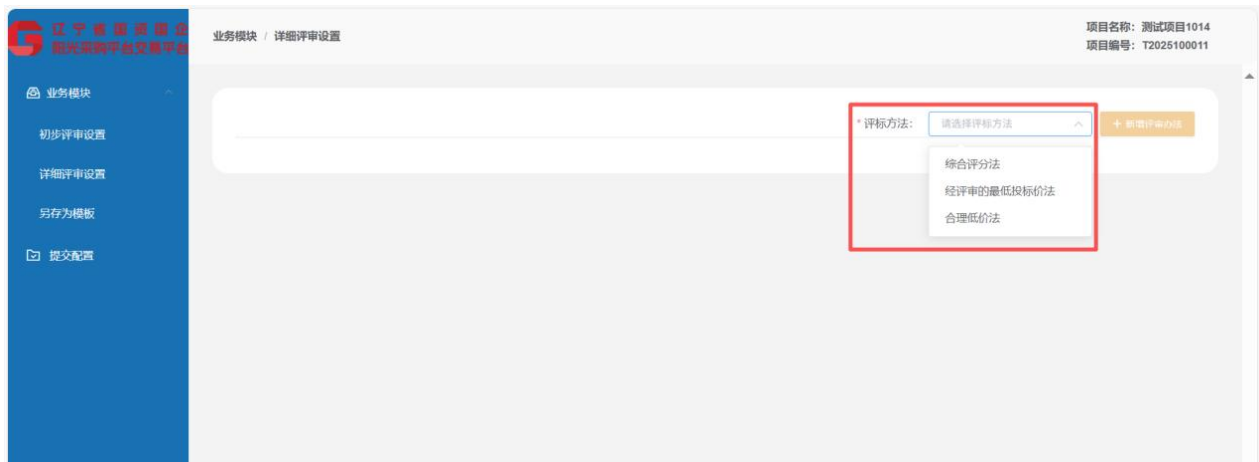 辽宁省国资国企
阳光采购平台交易平台
业务模块 / 详细评审设置
项目名称：测试项目1014
项目编号：T2025100011
业务模块
初步评审设置
详细评审设置
另存为模板
提交配置
* 评标方法：
请选择评标方法
+ 新增评审办法
综合评分法
经评审的最低投标价法
合理低价法